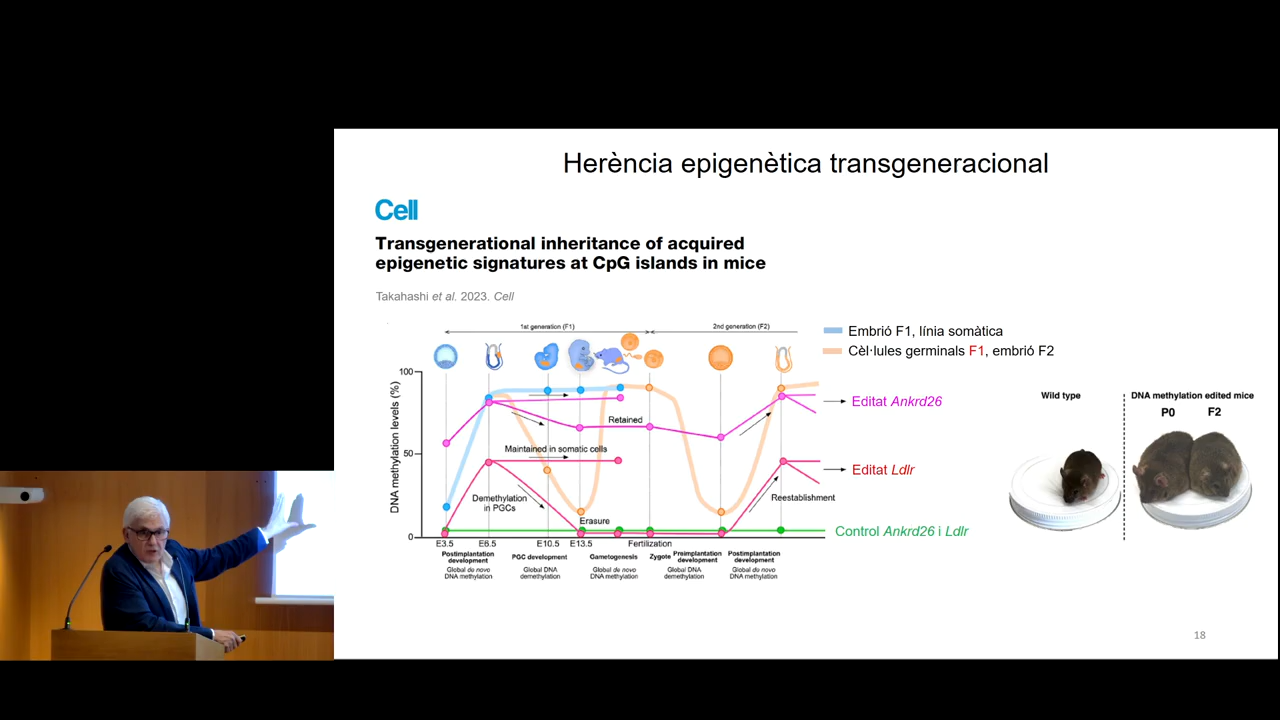 Herència epigenètica transgeneracional
Cell
Transgenerational inheritance of acquired
epigenetic signatures at CpG islands in mice
Takahashi et al. 2023. Cell
1st generation (F1)
2nd generation (F2)
Embrió F1, línia somàtica
Cèl·lules germinals F1, embrió F2
DNA methylation levels (%)
100
50
0
Retained
Maintained in somatic cells
Demethylation
in PGCs
Erasure
Reestablishment
Editat Ankrd26
Editat Ldlr
Control Ankrd26 i Ldlr
E3.5
E6.5
E10.5
E13.5
Fertilization
Postimplantation
development
Global de novo
DNA methylation
PGC development
Global DNA
demethylation
Gametogenesis
Global de novo
DNA methylation
Zygote
Preimplantation
development
Global DNA
demethylation
Postimplantation
development
Global de novo
DNA methylation
Wild type
DNA methylation edited mice
P0
F2
18